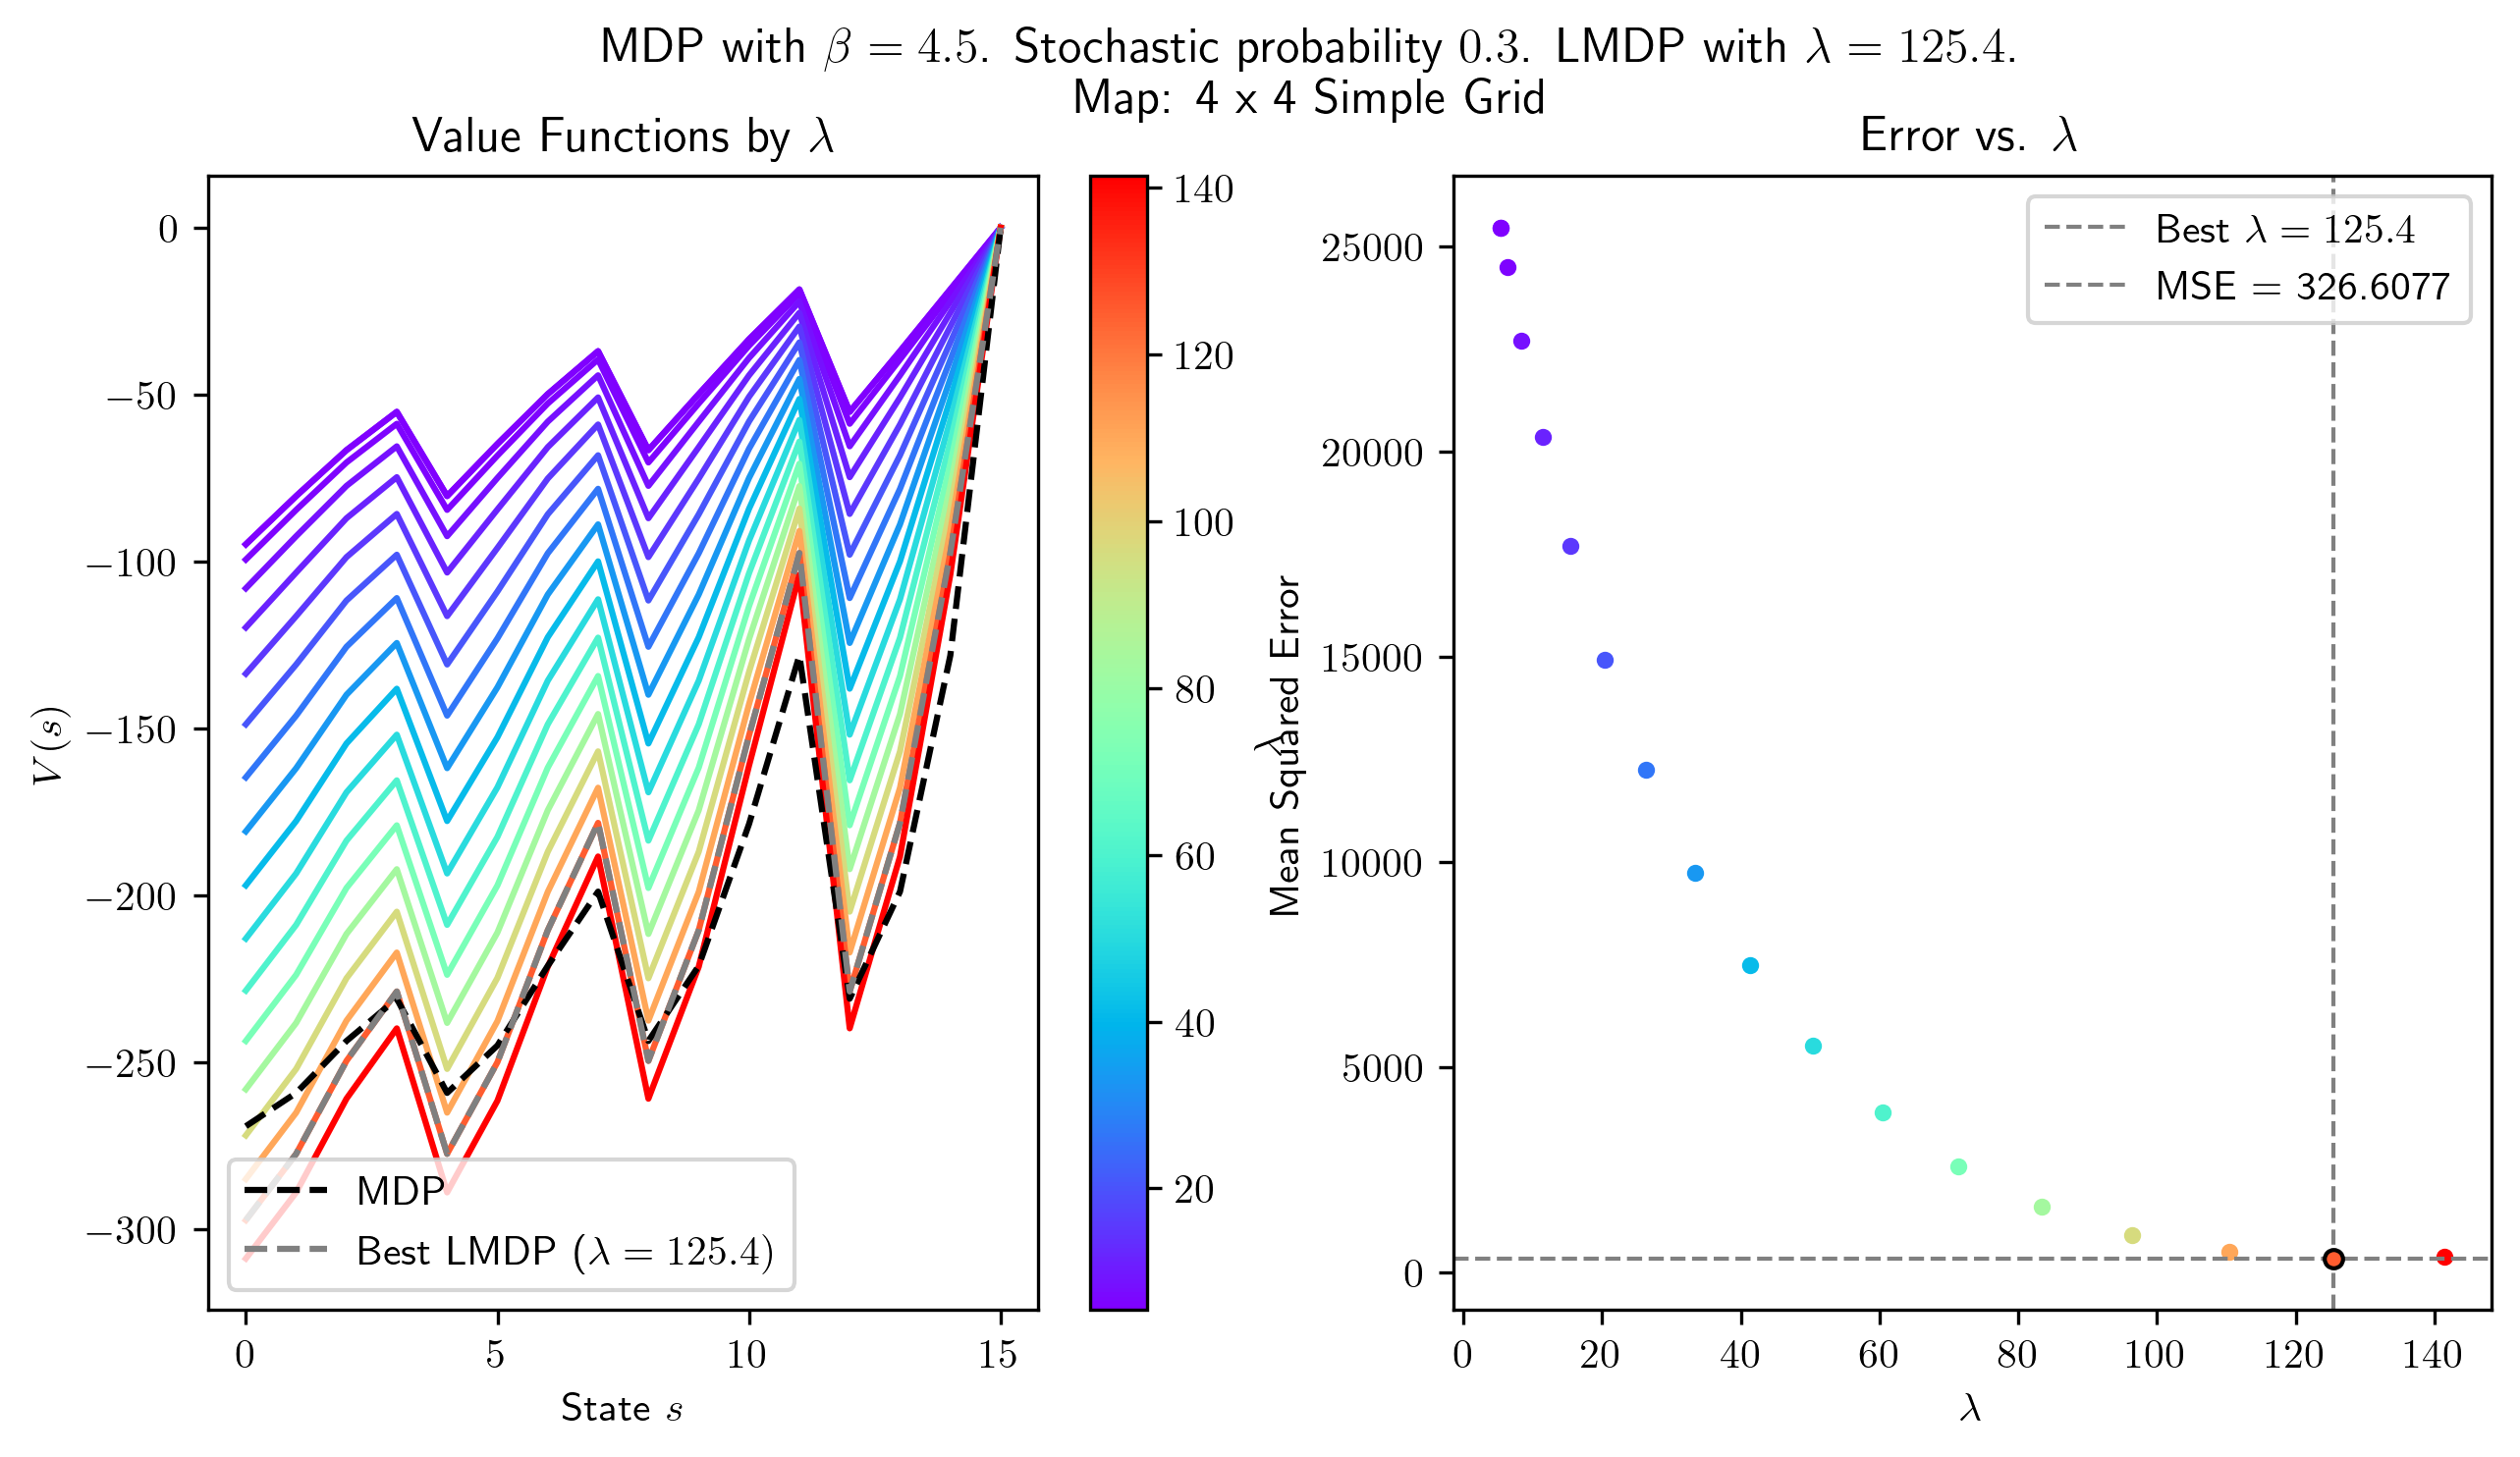 MDP with β = 4.5. Stochastic probability 0.3. LMDP with λ = 125.4.
Map: 4 x 4 Simple Grid
Value Functions by λ
0
−50
−100
−150
−200
−250
−300
V(s)
MDP
Best LMDP (λ = 125.4)
0
5
10
15
State s
140
120
100
80
60
40
20
λ
Error vs. λ
Mean Squared Error
25000
20000
15000
10000
5000
0
Best λ = 125.4
MSE = 326.6077
0
20
40
60
80
100
120
140
λ